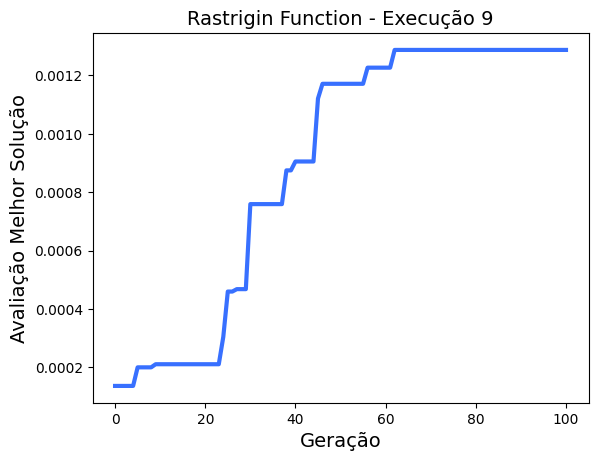 Rastrigin Function - Execução 9
Avaliação Melhor Solução
0.0012
0.0010
0.0008
0.0006
0.0004
0.0002
0 20 40 60 80 100
Geração